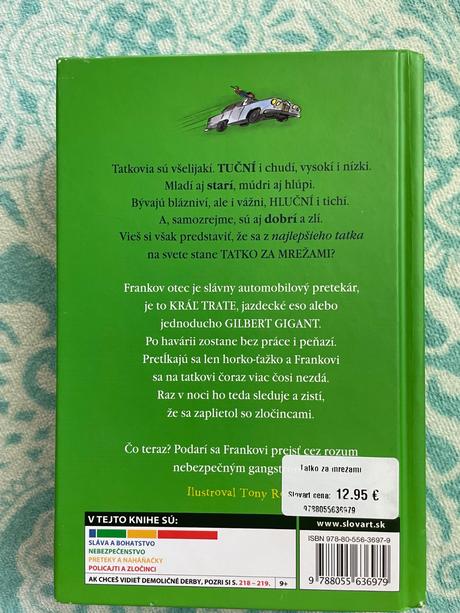 Tatkovia sú všelijakí. TUČNÍ i chudí, vysokí i nízki.
Mladí aj starí, múdri aj hlúpi.
Bývajú blázniví, ale i vážni, HLUČNÍ i tichí.
A, samozrejme, sú aj dobrí a zlí.
Vieš si však predstaviť, že sa z najlepšieho tatka
na svete stane TATKO ZA MREŽAMI?
Frankov otec je slávny automobilový pretekár,
je to KRÁĽ TRATE, jazdecké eso alebo
jednoducho GILBERT GIGANT.
Po havárii zostane bez práce i peňazí.
Pretĺkajú sa len horko-ťažko a Frankovi
sa na tatkovi čoraz viac čosi nezdá.
Raz v noci ho teda sleduje a zistí,
že sa zaplietol so zločincami.
Čo teraz? Podarí sa Frankovi prejsť cez rozum
nebezpečným
Tatko za mrežami
Slovart cena: 12.95 €
9788055636979
Ilustroval Tony
V TEJTO KNIHE SÚ:
www.slovart.sk
SLÁVA A BOHATSTVO
NEBEZPEČENSTVO
PRETEKY A NAHÁŇAČKY
POLICAJTI A ZLOČINCI
AK CHCEŠ VIDIEŤ DEMOLIČNÉ DERBY, POZRI SI S. 218 – 219. 9+
ISBN 978-80-556-3697-9
9 788055 636979